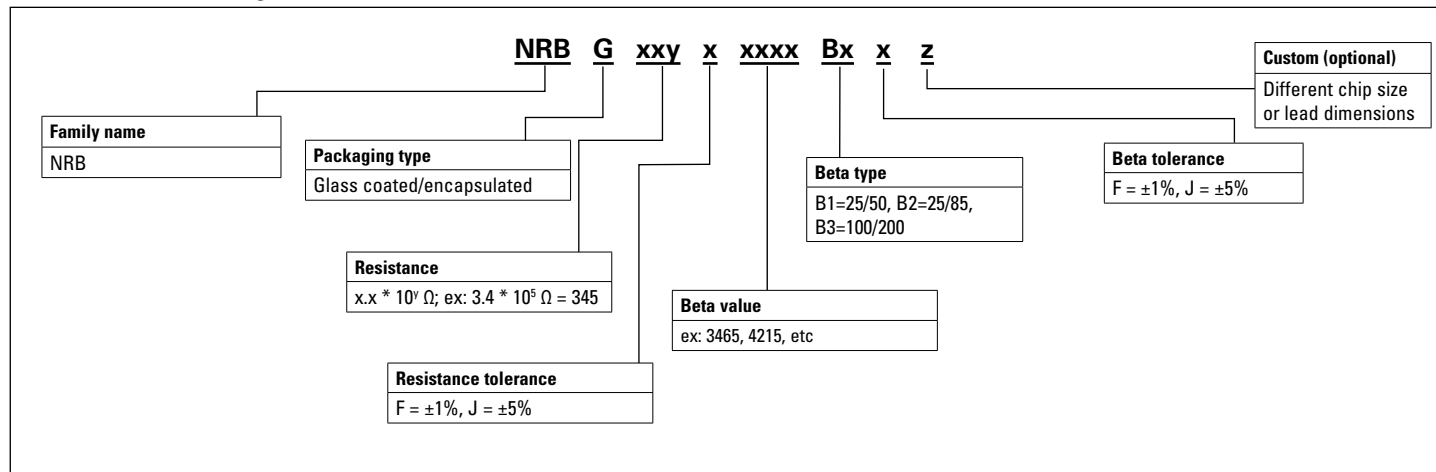 NRB G xxy x xxxx Bx x z
Custom (optional)
Different chip size
or lead dimensions
Family name
NRB
Packaging type
Glass coated/encapsulated
Beta type
B1=25/50, B2=25/85,
B3=100/200
Beta tolerance
F = ±1%, J = ±5%
Resistance
x.x * 10ʸ Ω; ex: 3.4 * 10⁵ Ω = 345
Beta value
ex: 3465, 4215, etc
Resistance tolerance
F = ±1%, J = ±5%